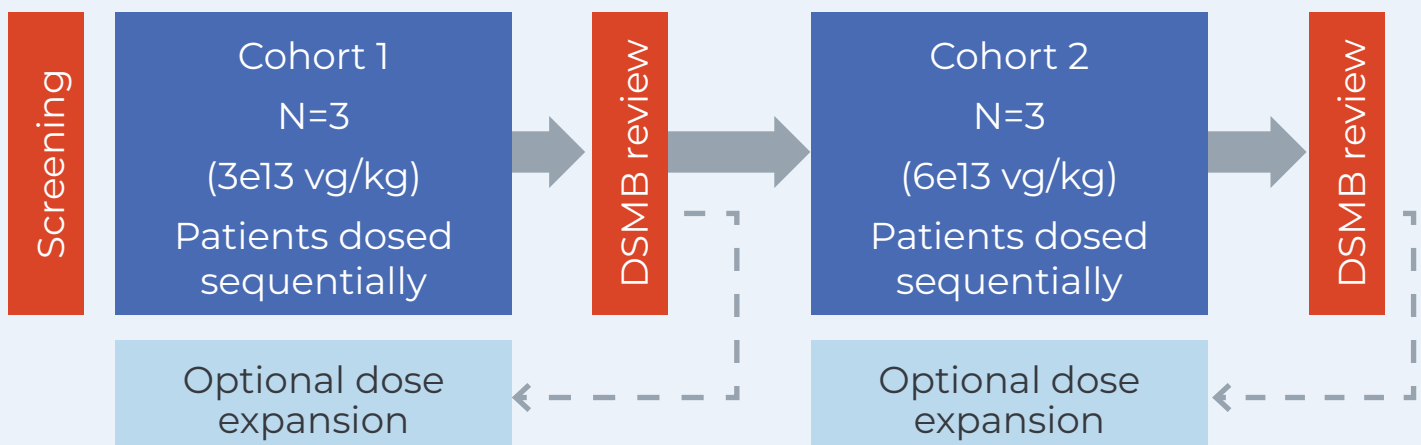 Screening
Cohort 1
N=3
(3e13 vg/kg)
Patients dosed
sequentially
Optional dose
expansion
DSMB review
Cohort 2
N=3
(6e13 vg/kg)
Patients dosed
sequentially
Optional dose
expansion
DSMB review